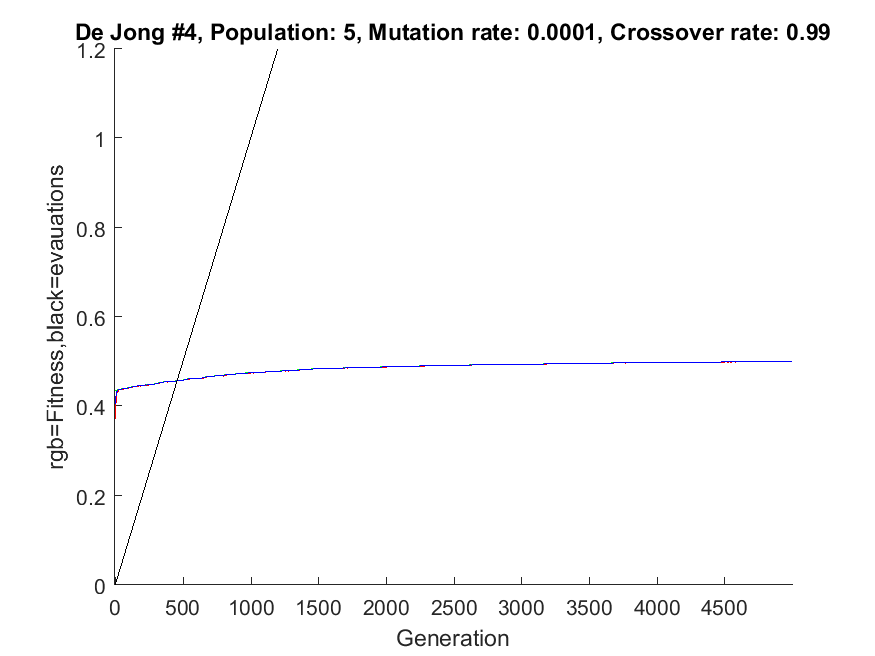 De Jong #4, Population: 5, Mutation rate: 0.0001, Crossover rate: 0.99
1.2
1
0.8
0.6
0.4
0.2
0
rgb=Fitness,black=evauations
0 500 1000 1500 2000 2500 3000 3500 4000 4500
Generation